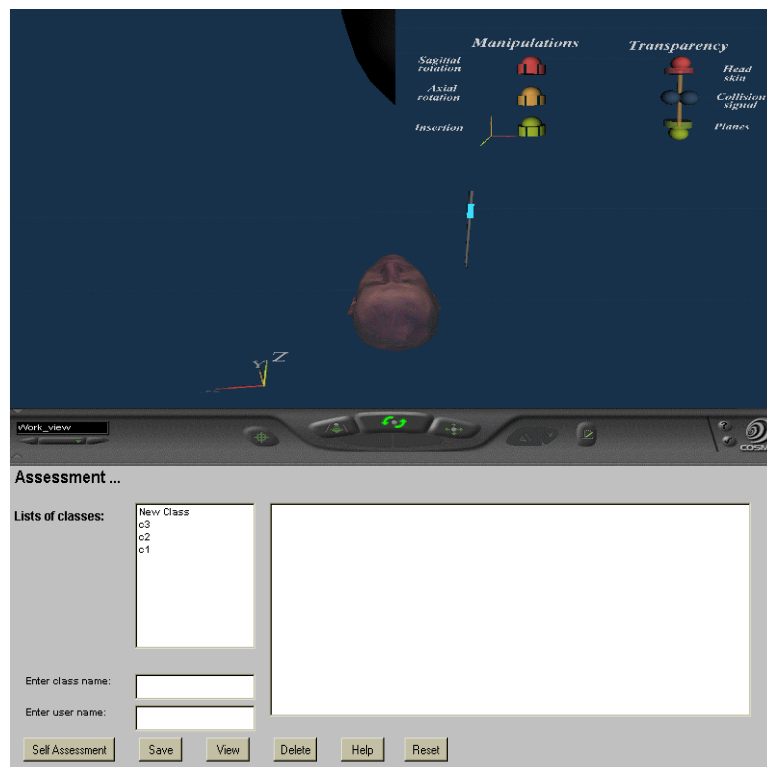 Manipulations
Transparency
Sagittal
rotation
Head
skin
Axial
rotation
Collision
signal
Insertion
Planes
Y Z
Work_view
COSM
Assessment ...
Lists of classes:
New Class
c3
c2
c1
Enter class name:
Enter user name:
Self Assessment Save View Delete Help Reset